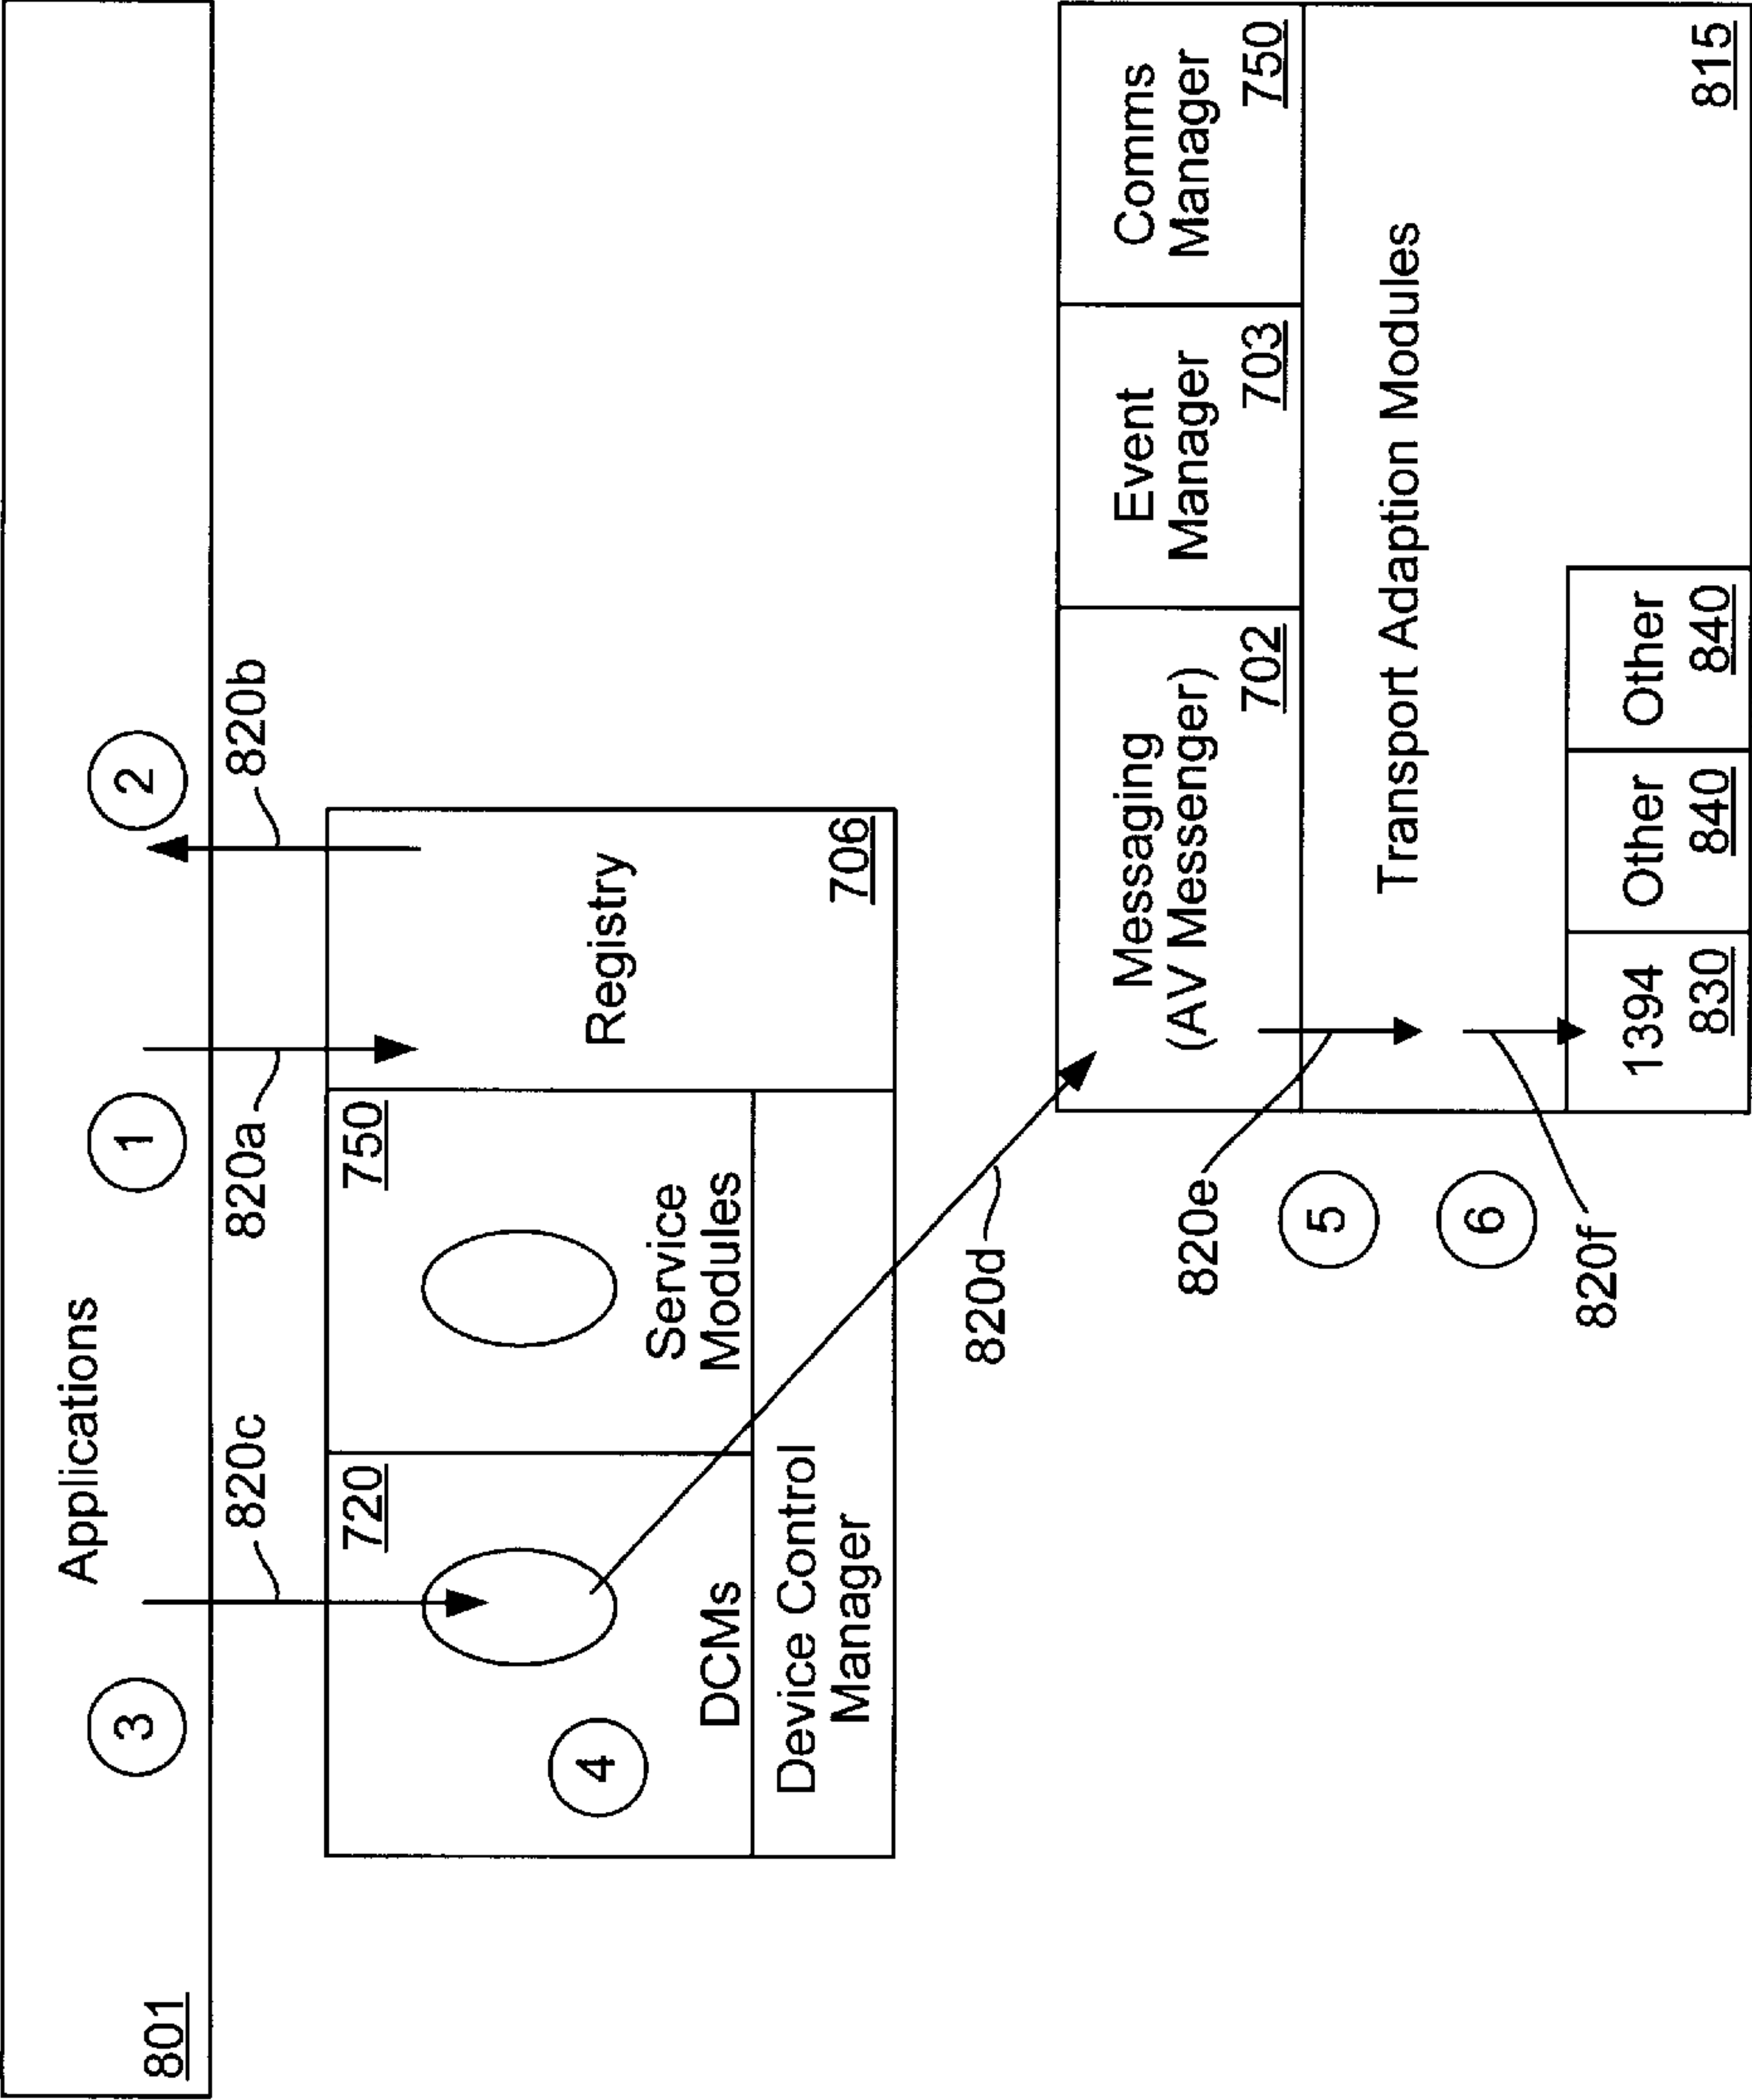 Applications
801
3
820c
1
820a
2
820b
720
4
DCMs
750
Service
Modules
Registry
706
Device Control
Manager
820d
Messaging
(AV Messenger)
702
Event
Manager
703
Comms
Manager
750
820e
5
6
820f
Transport Adaption Modules
1394
830
Other
840
Other
840
815